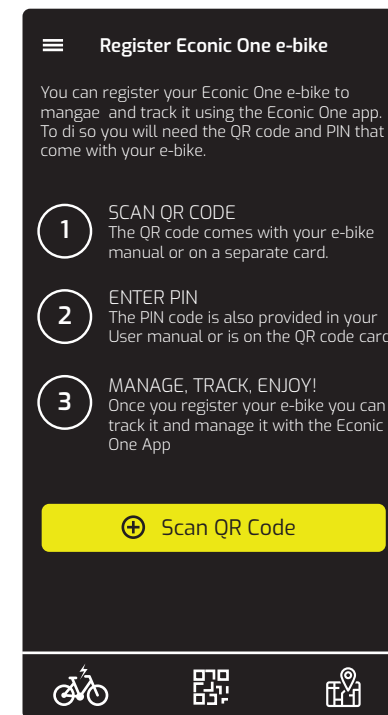 Register Econic One e-bike
You can register your Econic One e-bike to
mangae and track it using the Econic One app.
To di so you will need the QR code and PIN that
come with your e-bike.
1
SCAN QR CODE
The QR code comes with your e-bike
manual or on a separate card.
2
ENTER PIN
The PIN code is also provided in your
User manual or is on the QR code card
3
MANAGE, TRACK, ENJOY!
Once you register your e-bike you can
track it and manage it with the Econic
One App
Scan QR Code